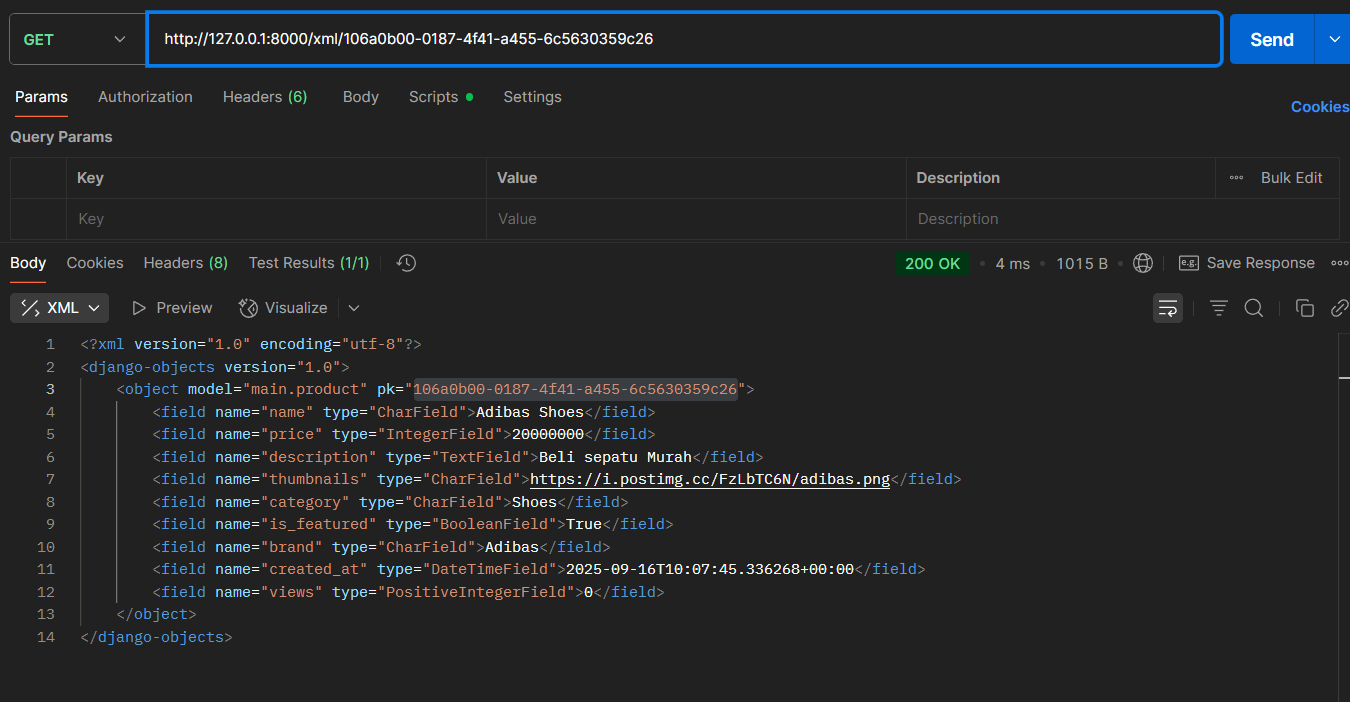 GET http://127.0.0.1:8000/xml/106a0b00-0187-4f41-a455-6c5630359c26 Send
Params Authorization Headers (6) Body Scripts Settings
Cookies
Query Params
Key Value Description Bulk Edit
Key Value Description
Body Cookies Headers (8) Test Results (1/1) 200 OK 4 ms 1015 B e.g. Save Response
XML Preview Visualize
1 <?xml version="1.0" encoding="utf-8"?>
2 <django-objects version="1.0">
3 <object model="main.product" pk="106a0b00-0187-4f41-a455-6c5630359c26">
4 <field name="name" type="CharField">Adibas Shoes</field>
5 <field name="price" type="IntegerField">20000000</field>
6 <field name="description" type="TextField">Beli sepatu Murah</field>
7 <field name="thumbnails" type="CharField">https://i.postimg.cc/FzLbTC6N/adibas.png</field>
8 <field name="category" type="CharField">Shoes</field>
9 <field name="is_featured" type="BooleanField">True</field>
10 <field name="brand" type="CharField">Adibas</field>
11 <field name="created_at" type="DateTimeField">2025-09-16T10:07:45.336268+00:00</field>
12 <field name="views" type="PositiveIntegerField">0</field>
13 </object>
14 </django-objects>